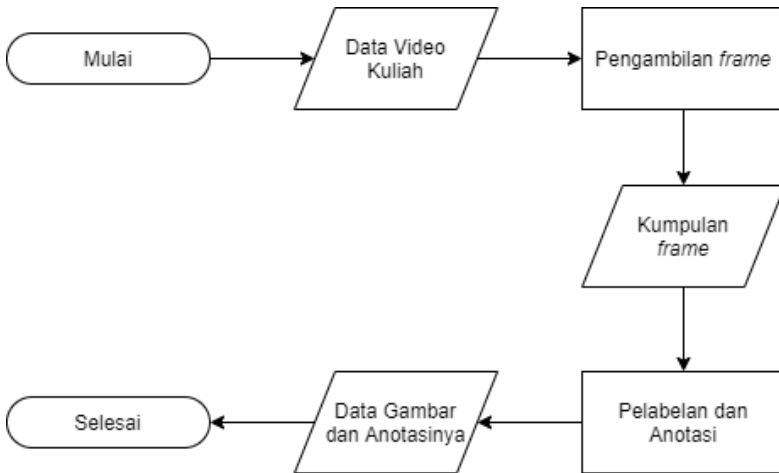 Mulai
Data Video
Kuliah
Pengambilan frame
Kumpulan
frame
Pelabelan dan
Anotasi
Data Gambar
dan Anotasinya
Selesai